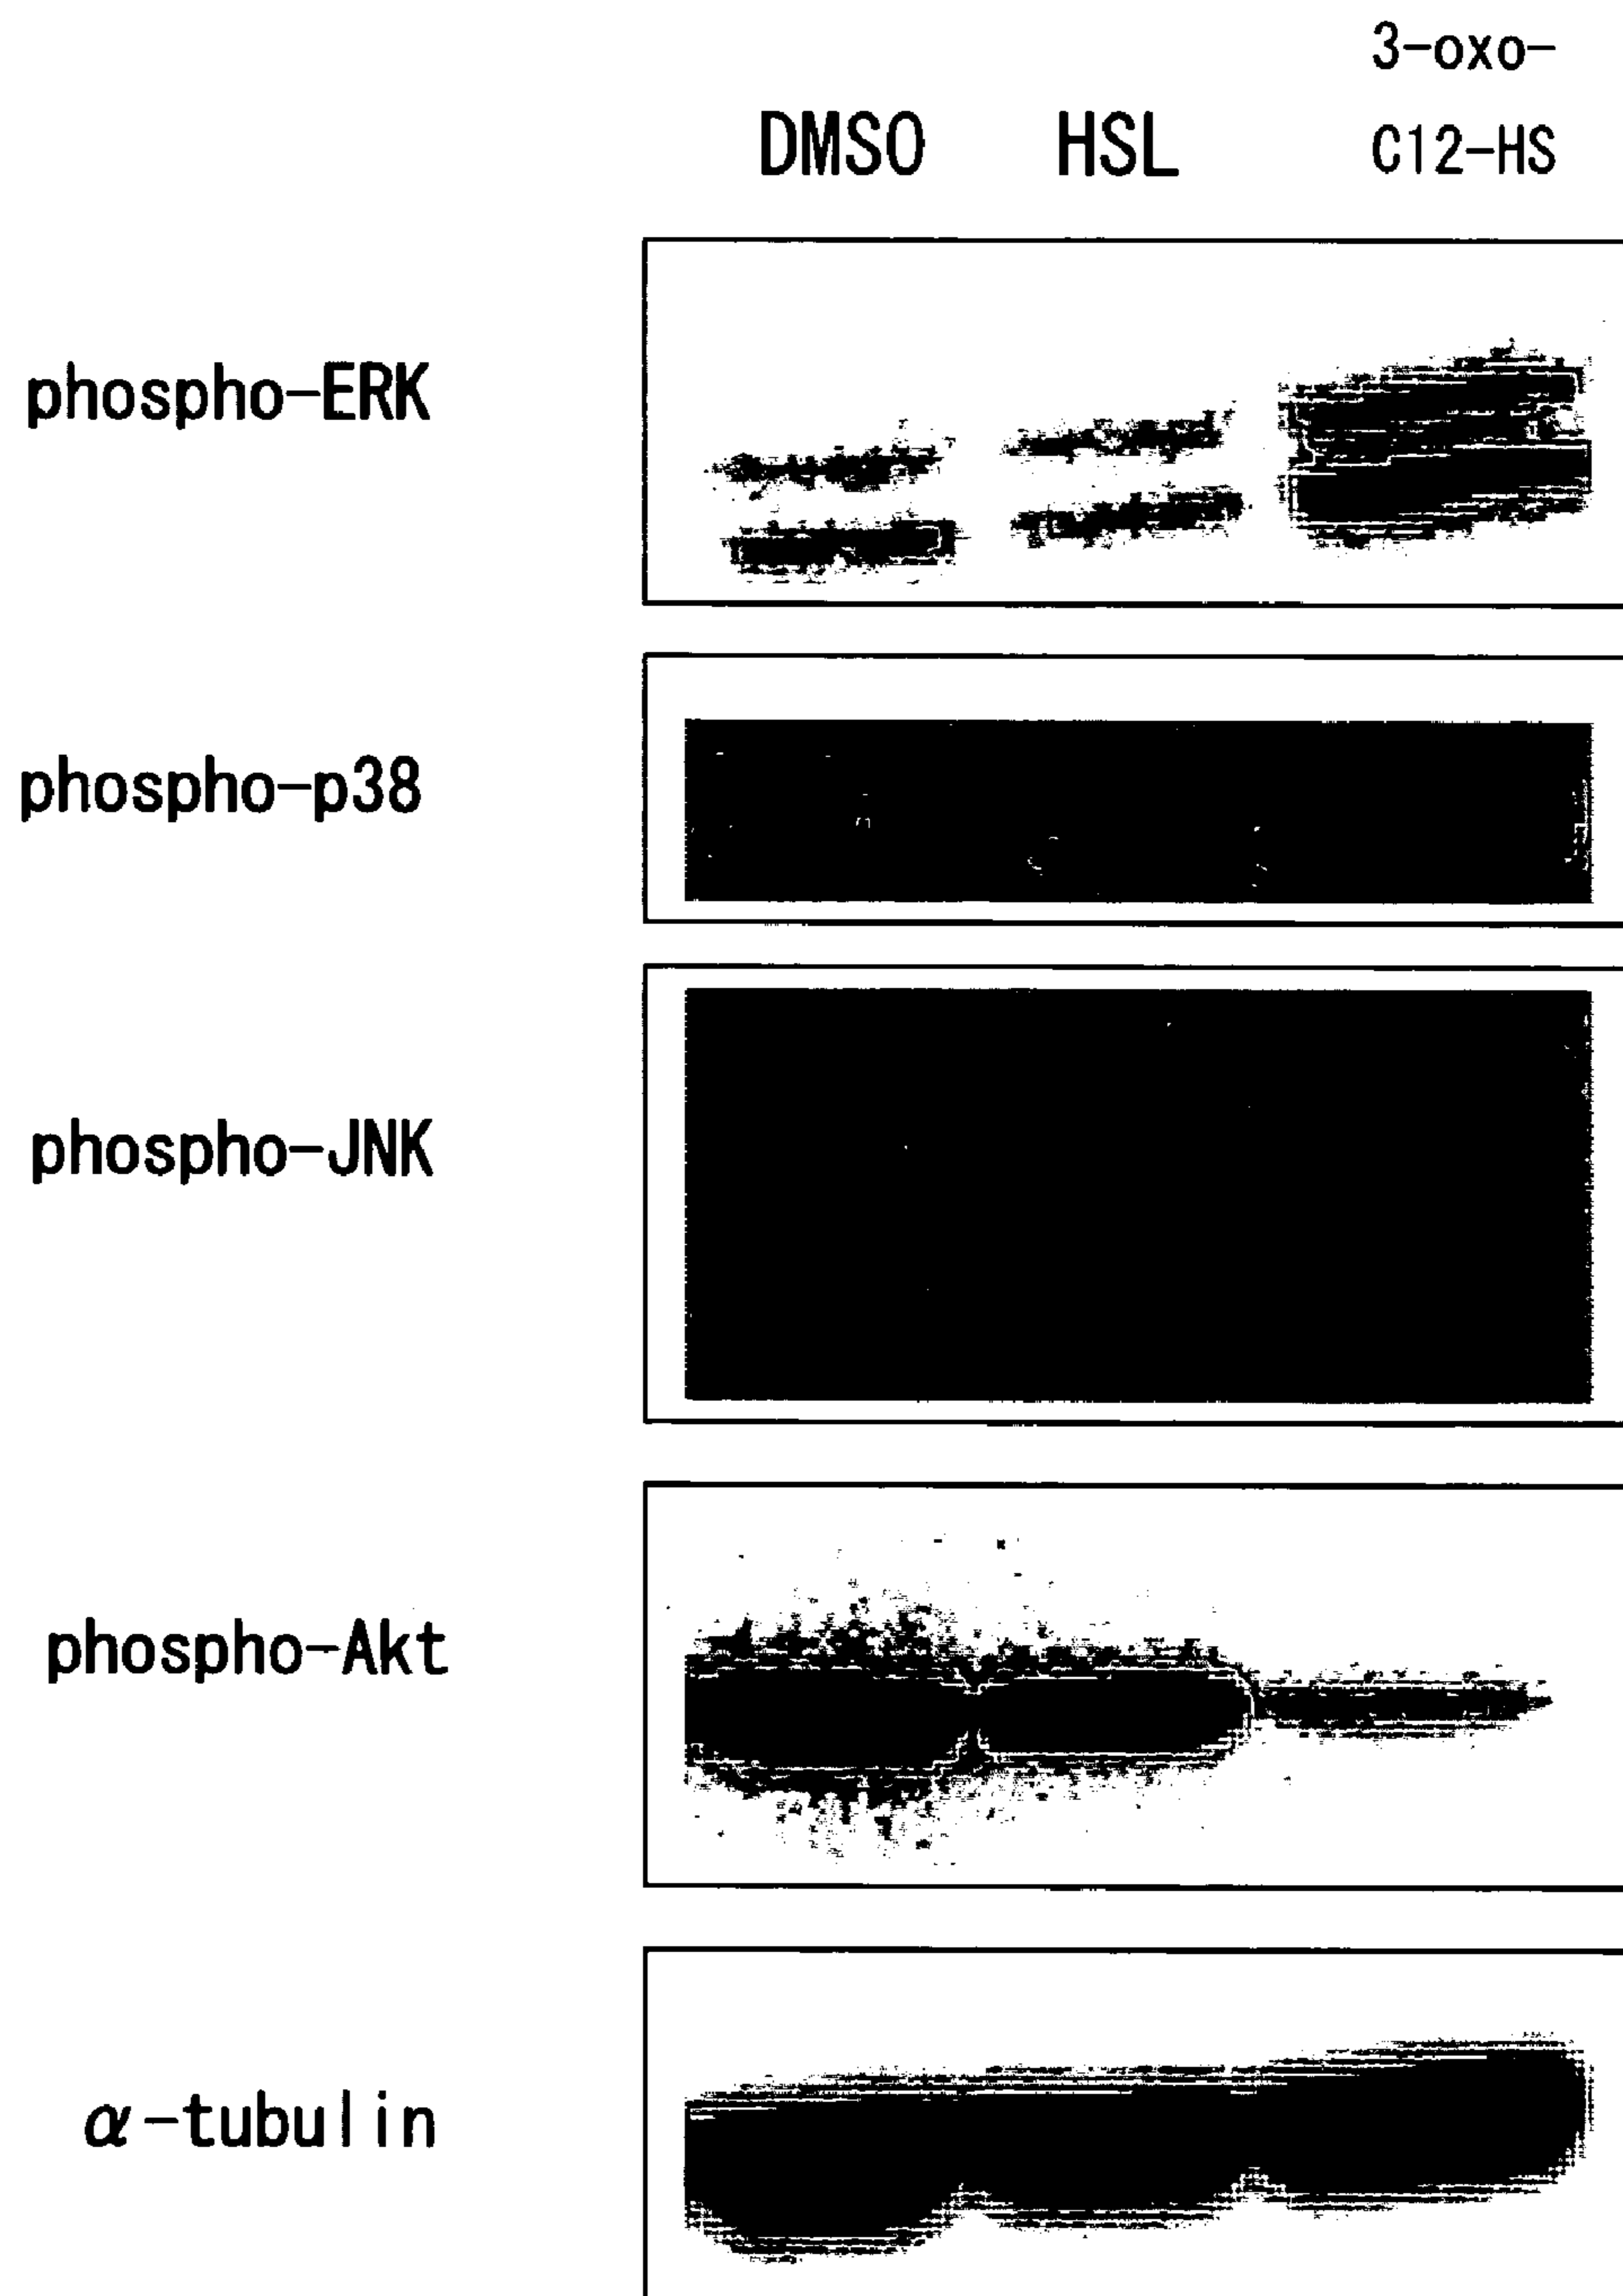 3-oxo-
DMSO HSL C12-HS
phospho-ERK
phospho-p38
phospho-JNK
phospho-Akt
α-tubulin